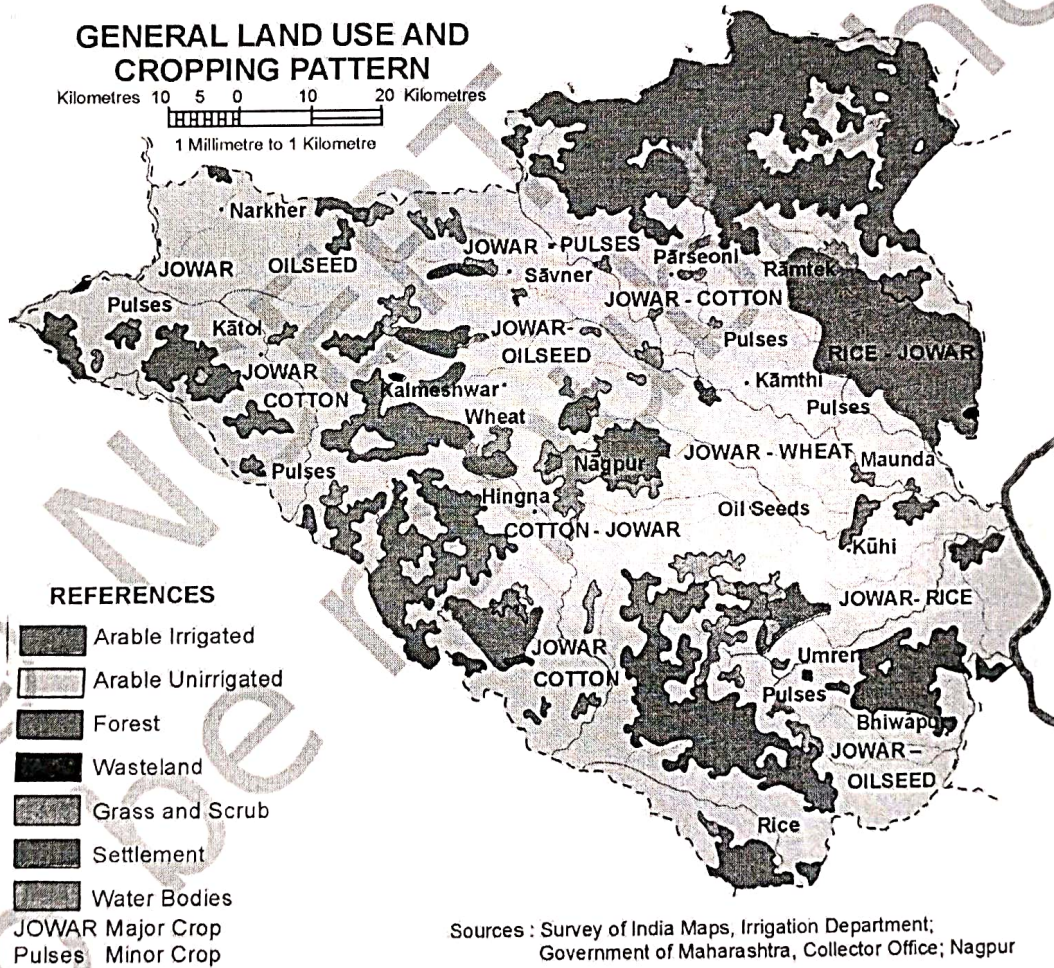 GENERAL LAND USE AND
CROPPING PATTERN
Kilometres 10 5 0 10 20 Kilometres
1 Millimetre to 1 Kilometre
Narkher
JOWAR - PULSES
Pārseoni
JOWAR OILSEED
Sāvner
Rāmtek
Pulses
JOWAR - COTTON
Kātol
JOWAR-
OILSEED
Pulses
RICE - JOWAR
JOWAR
COTTON
Kalmeshwar
Kāmthi
Pulses
Wheat
JOWAR - WHEAT
Maunda
Pulses
Nāgpur
Hingna
Oil Seeds
COTTON - JOWAR
Kūhi
JOWAR- RICE
JOWAR
COTTON
Umrer
Pulses
Bhiwāpur
JOWAR –
OILSEED
Rice
REFERENCES
Arable Irrigated
Arable Unirrigated
Forest
Wasteland
Grass and Scrub
Settlement
Water Bodies
JOWAR Major Crop
Pulses Minor Crop
Sources : Survey of India Maps, Irrigation Department;
Government of Maharashtra, Collector Office; Nagpur